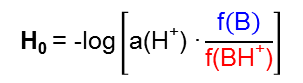 H₀ = -log [a(H⁺) · f(B) / f(BH⁺)]